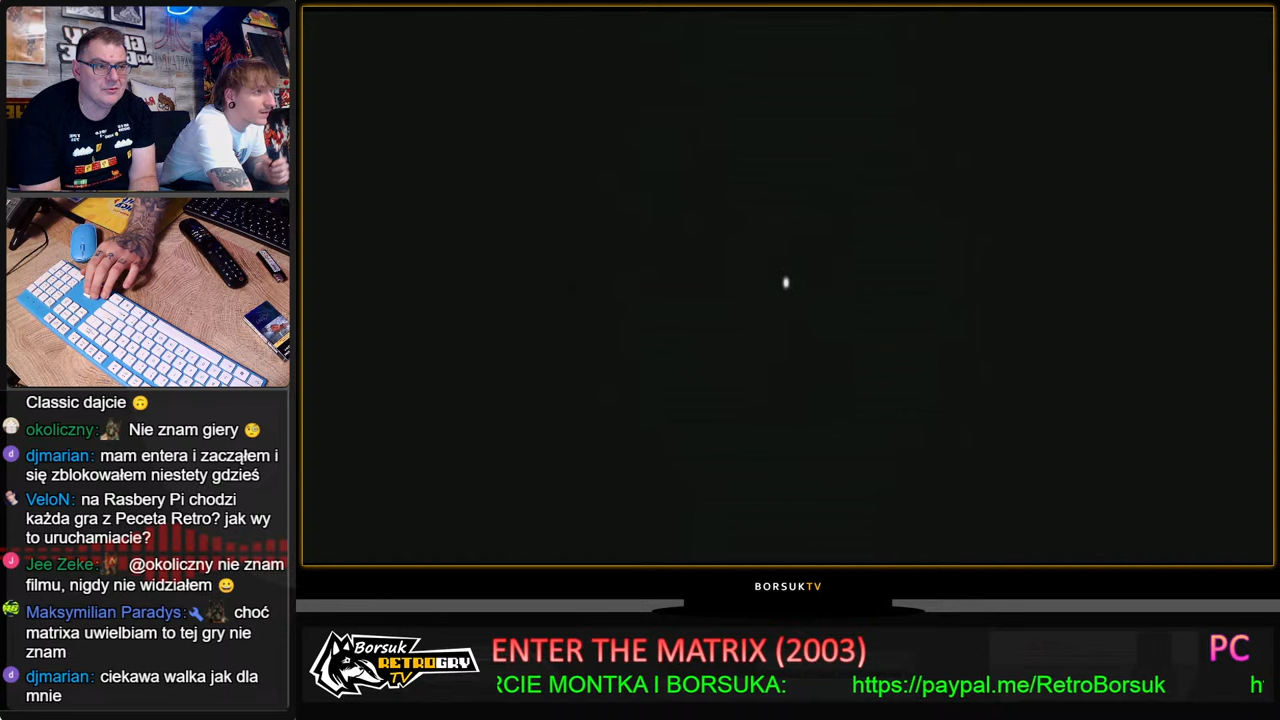 Classic dajcie
okoliczny: Nie znam giery
djmarian: mam entera i zacząłem i
się zblokowałem niestety gdzieś
VeloN: na Rasbery Pi chodzi
każda gra z Peceta Retro? jak wy
to uruchamiacie?
Jee Zeke: @okoliczny nie znam
filmu, nigdy nie widziałem
Maksymilian Paradys: choć
matrixa uwielbiam to tej gry nie
znam
djmarian: ciekawa walka jak dla
mnie
BORSUKTV
Borsuk
RETROGRY
TV
ENTER THE MATRIX (2003)
PC
RCIE MONTKA I BORSUKA: https://paypal.me/RetroBorsuk